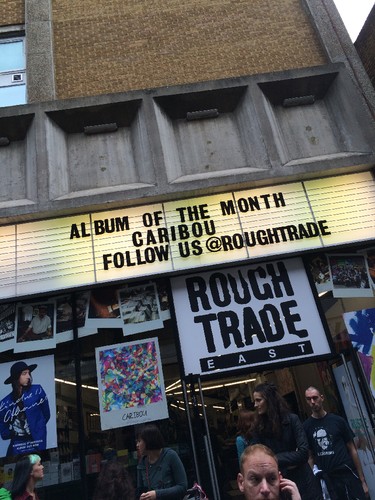 ALBUM OF THE MONTH
CARIBOU
FOLLOW US@ROUGHTRADE
ROUGH
TRADE
EAST
CARIBOU